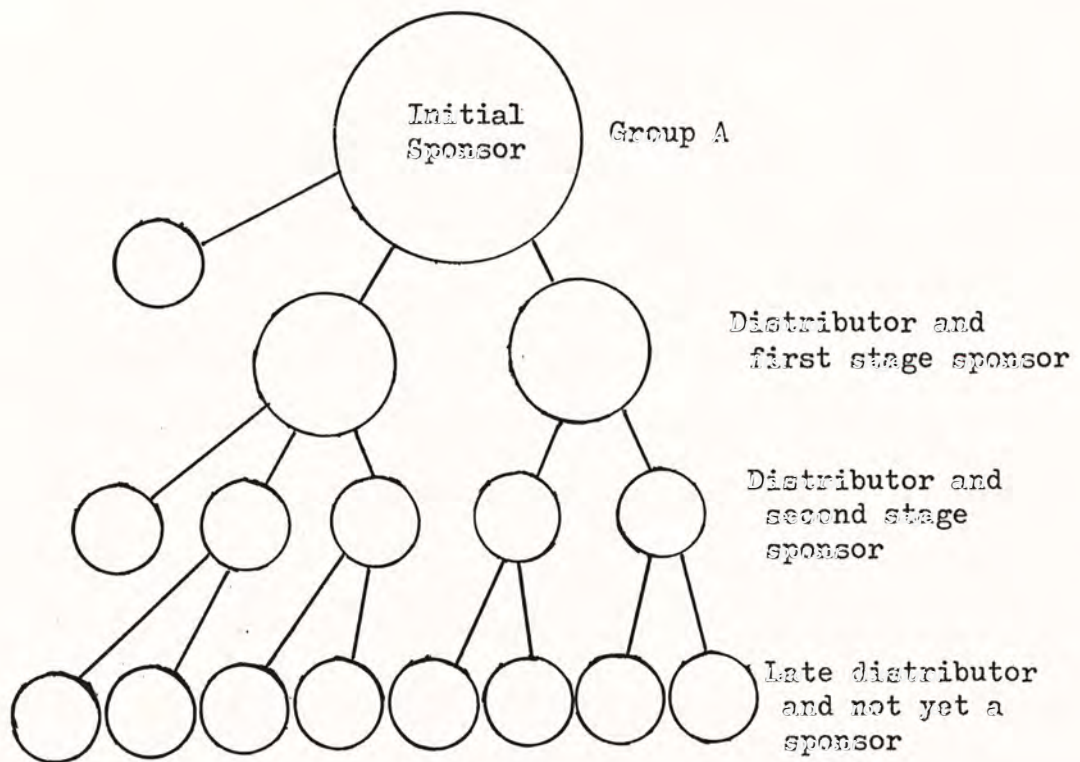 Initial
Sponsor
Group A
Distributor and
first stage sponsor
Distributor and
second stage
sponsor
Late distributor
and not yet a
sponsor